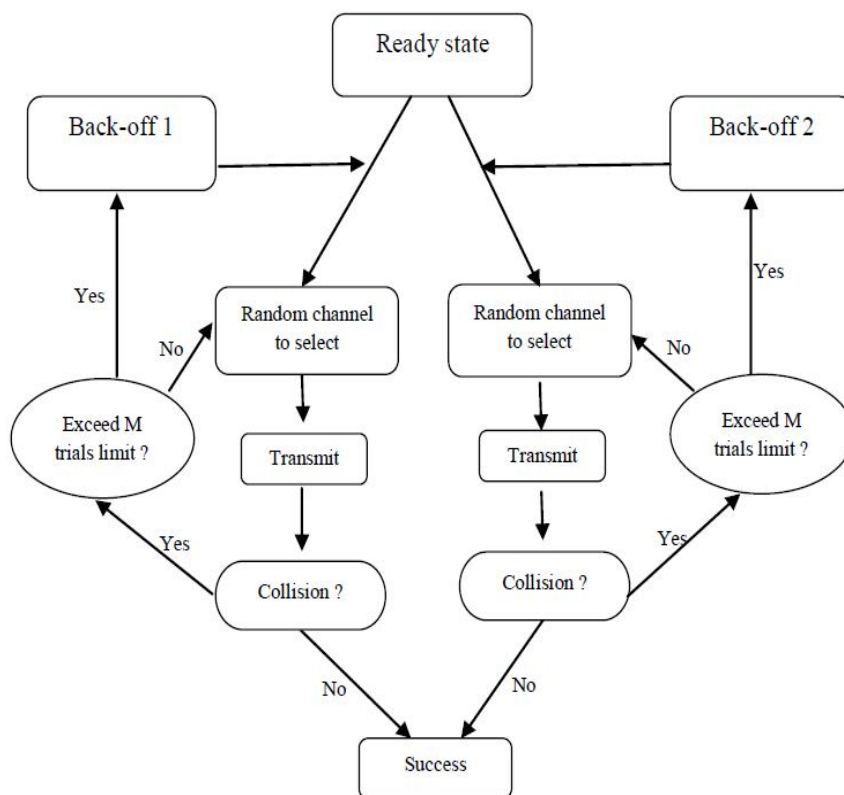 Ready state
Back-off 1
Back-off 2
Yes
Yes
Random channel
to select
Random channel
to select
No
No
Exceed M
trials limit ?
Exceed M
trials limit ?
Transmit
Transmit
Yes
Yes
Collision ?
Collision ?
No
No
Success